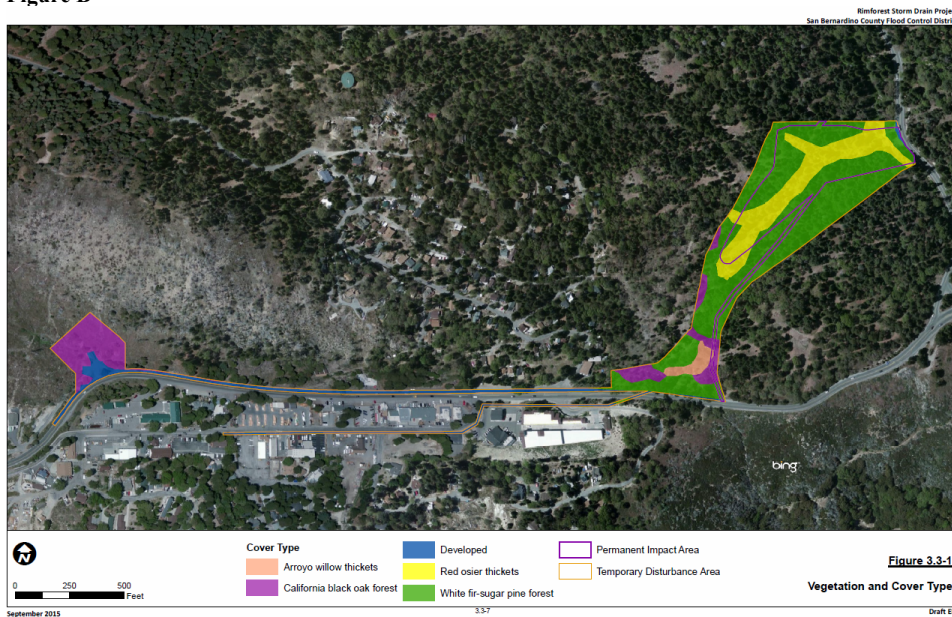 Rimforest Storm Drain Proje
San Bernardino County Flood Control Distri
bing
N
Cover Type
Arroyo willow thickets
California black oak forest
Developed
Red osier thickets
White fir-sugar pine forest
Permanent Impact Area
Temporary Disturbance Area
0 250 500
Feet
Figure 3.3-1
Vegetation and Cover Type
September 2015
3.3-7
Draft E